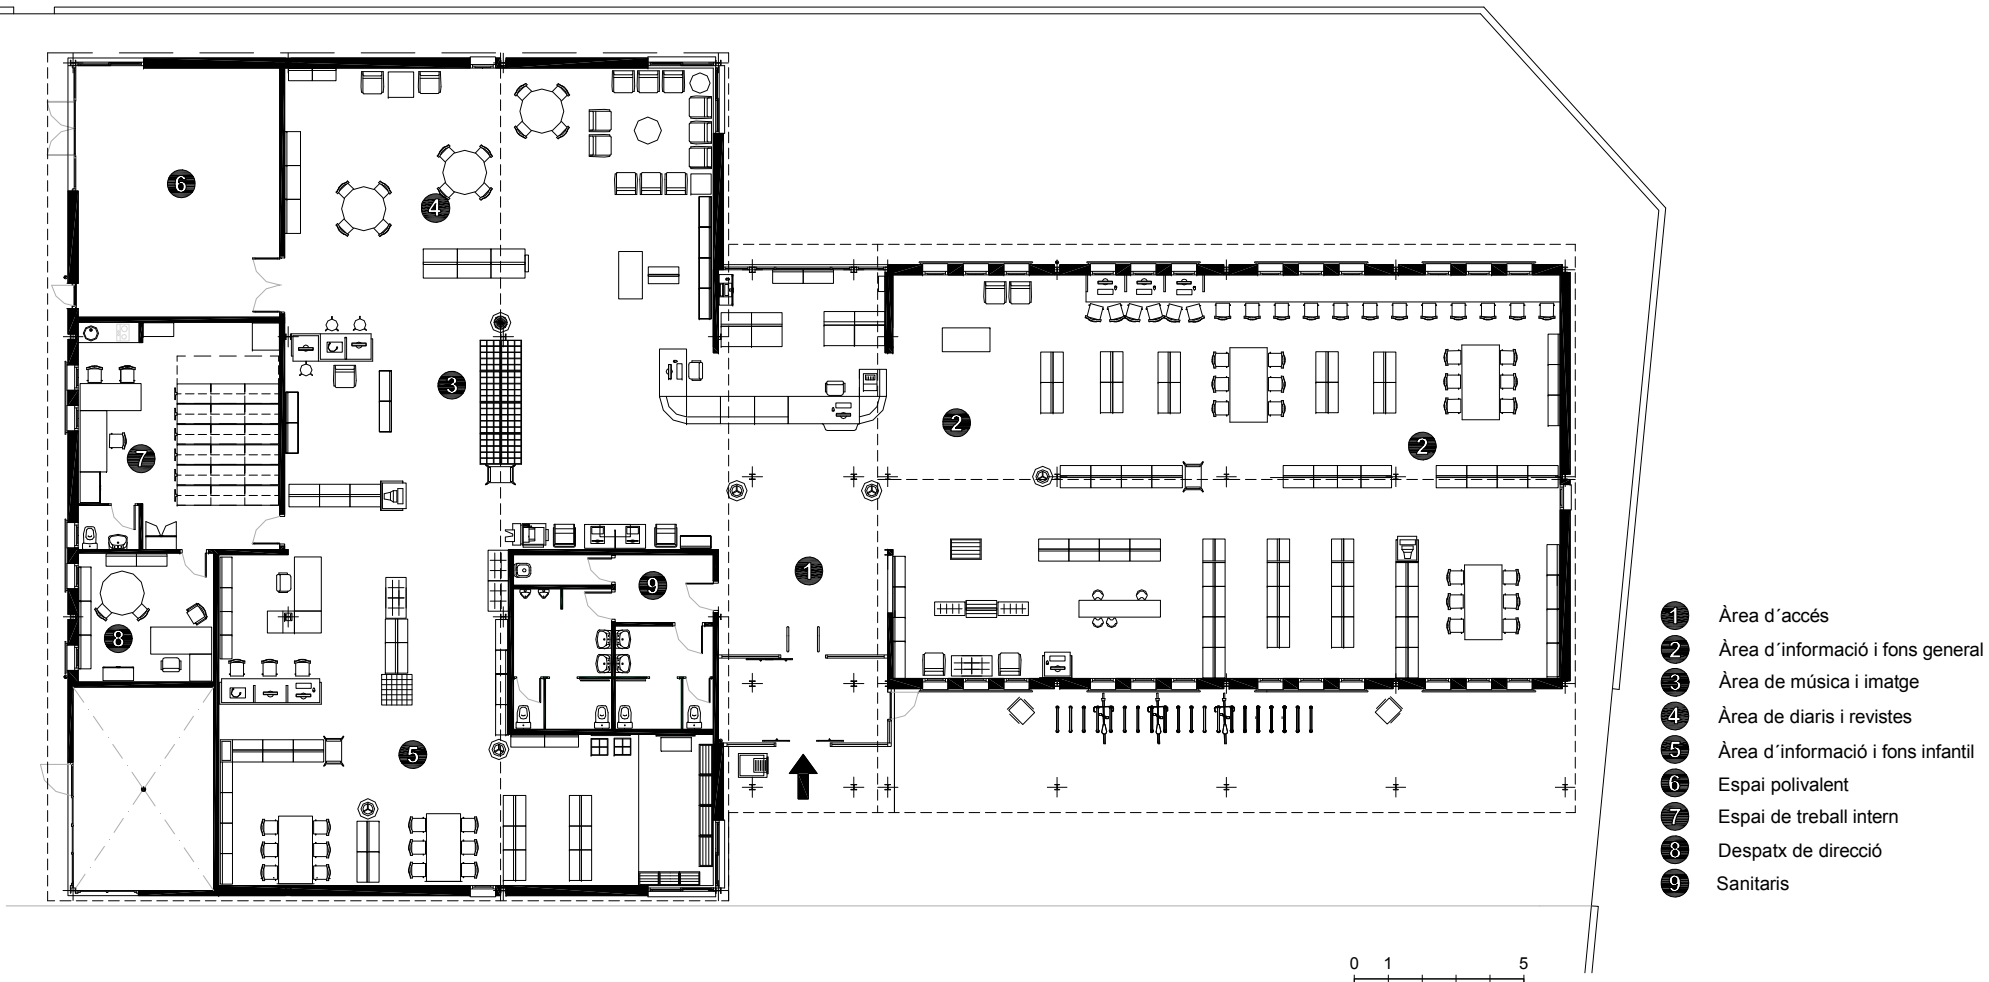 6
4
3
2
2
7
1
9
8
5
1 Àrea d´accés
2 Àrea d´informació i fons general
3 Àrea de música i imatge
4 Àrea de diaris i revistes
5 Àrea d´informació i fons infantil
6 Espai polivalent
7 Espai de treball intern
8 Despatx de direcció
9 Sanitaris
0 1 5